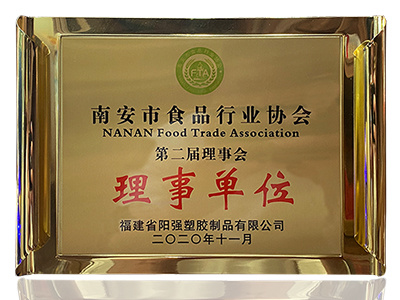 FTA
南安市食品行业协会
NANAN Food Trade Association
第二届理事会
理事单位
福建省阳强塑胶制品有限公司
二〇二〇年十一月